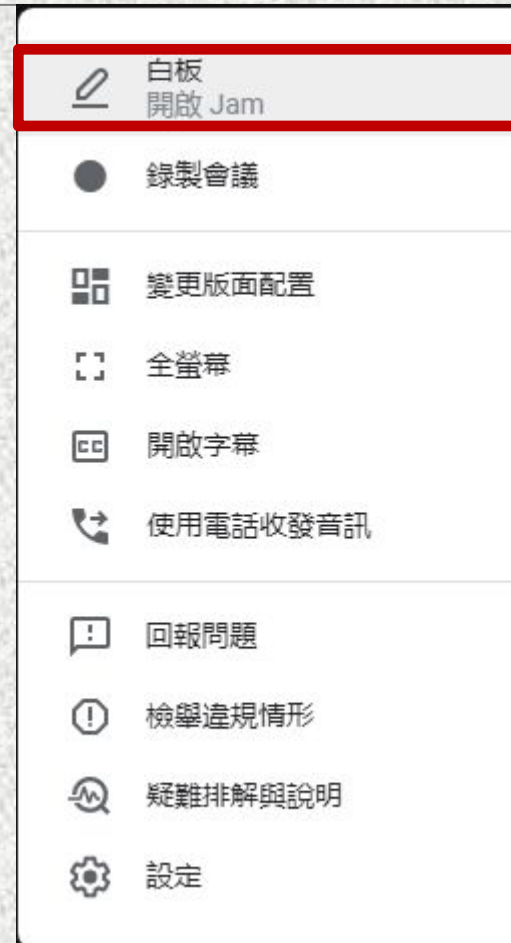 白板
開啟 Jam
錄製會議
變更版面配置
全螢幕
開啟字幕
使用電話收發音訊
回報問題
檢舉違規情形
疑難排解與說明
設定